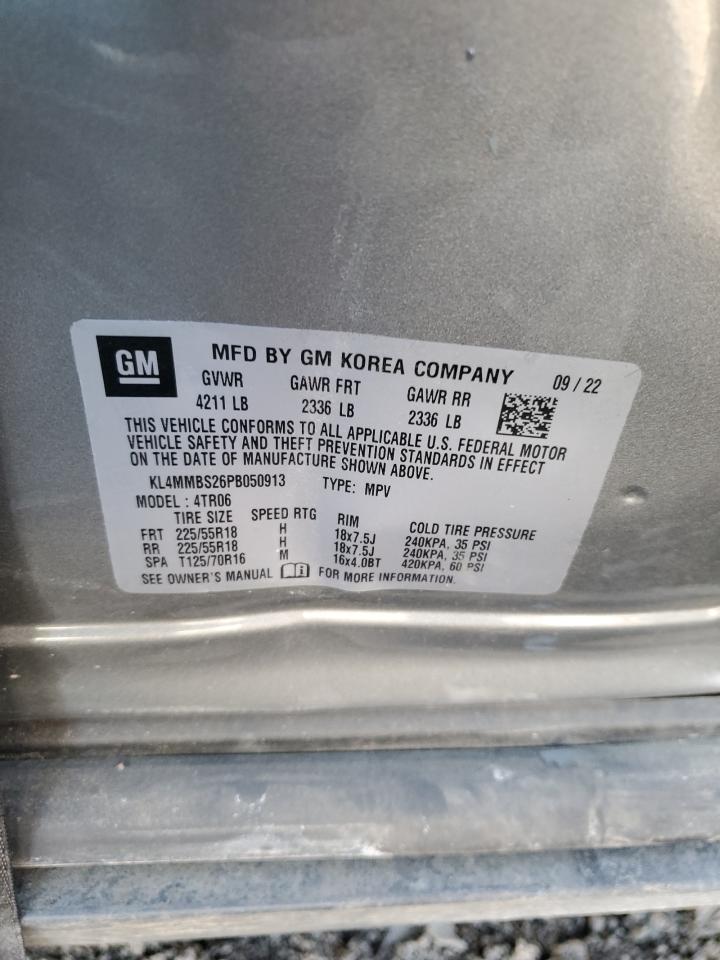 GM MFD BY GM KOREA COMPANY 09 / 22
GVWR GAWR FRT GAWR RR
4211 LB 2336 LB 2336 LB
THIS VEHICLE CONFORMS TO ALL APPLICABLE U.S. FEDERAL MOTOR
VEHICLE SAFETY AND THEFT PREVENTION STANDARDS IN EFFECT
ON THE DATE OF MANUFACTURE SHOWN ABOVE.
KL4MMBS26PB050913 TYPE: MPV
MODEL : 4TR06
TIRE SIZE SPEED RTG RIM COLD TIRE PRESSURE
FRT 225/55R18 H 18x7.5J 240KPA, 35 PSI
RR 225/55R18 H 18x7.5J 240KPA, 35 PSI
SPA T125/70R16 M 16x4.0BT 420KPA, 60 PSI
SEE OWNER'S MANUAL FOR MORE INFORMATION.